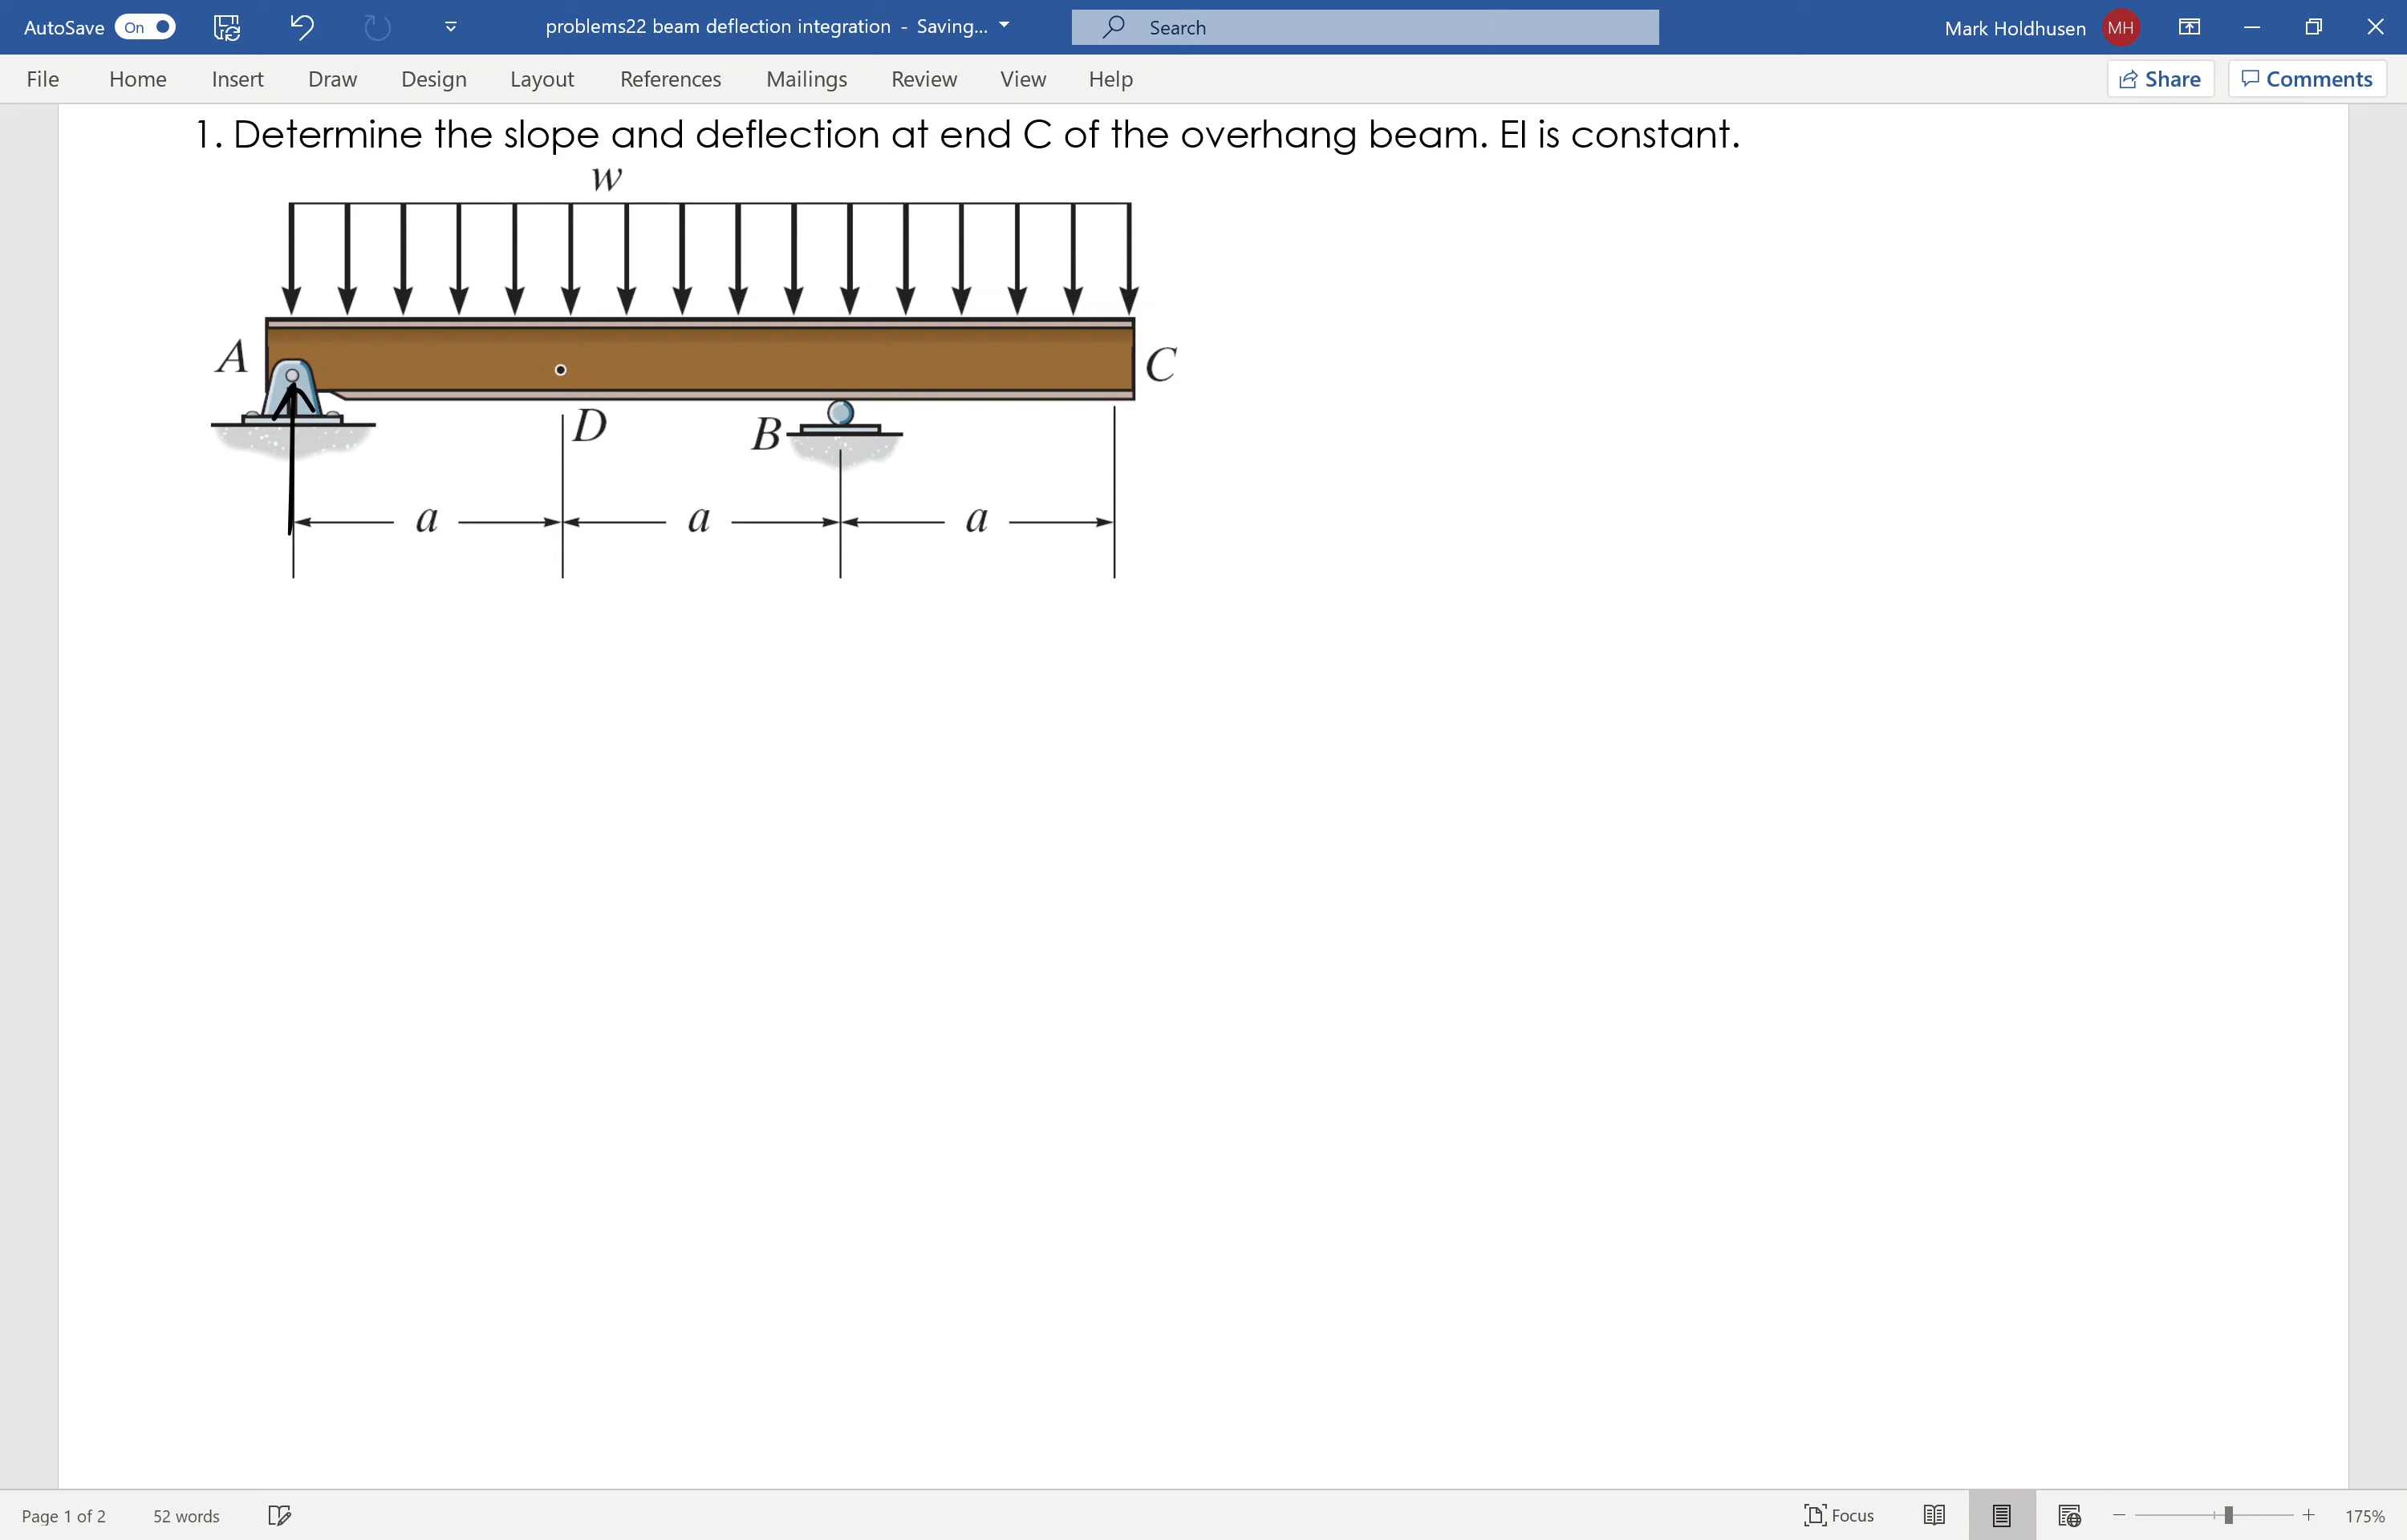 AutoSave On problems22 beam deflection integration - Saving... Search Mark Holdhusen MH
File Home Insert Draw Design Layout References Mailings Review View Help Share Comments
1. Determine the slope and deflection at end C of the overhang beam. EI is constant.
w
A
C
D
B
a a a
Page 1 of 2 52 words Focus 175%